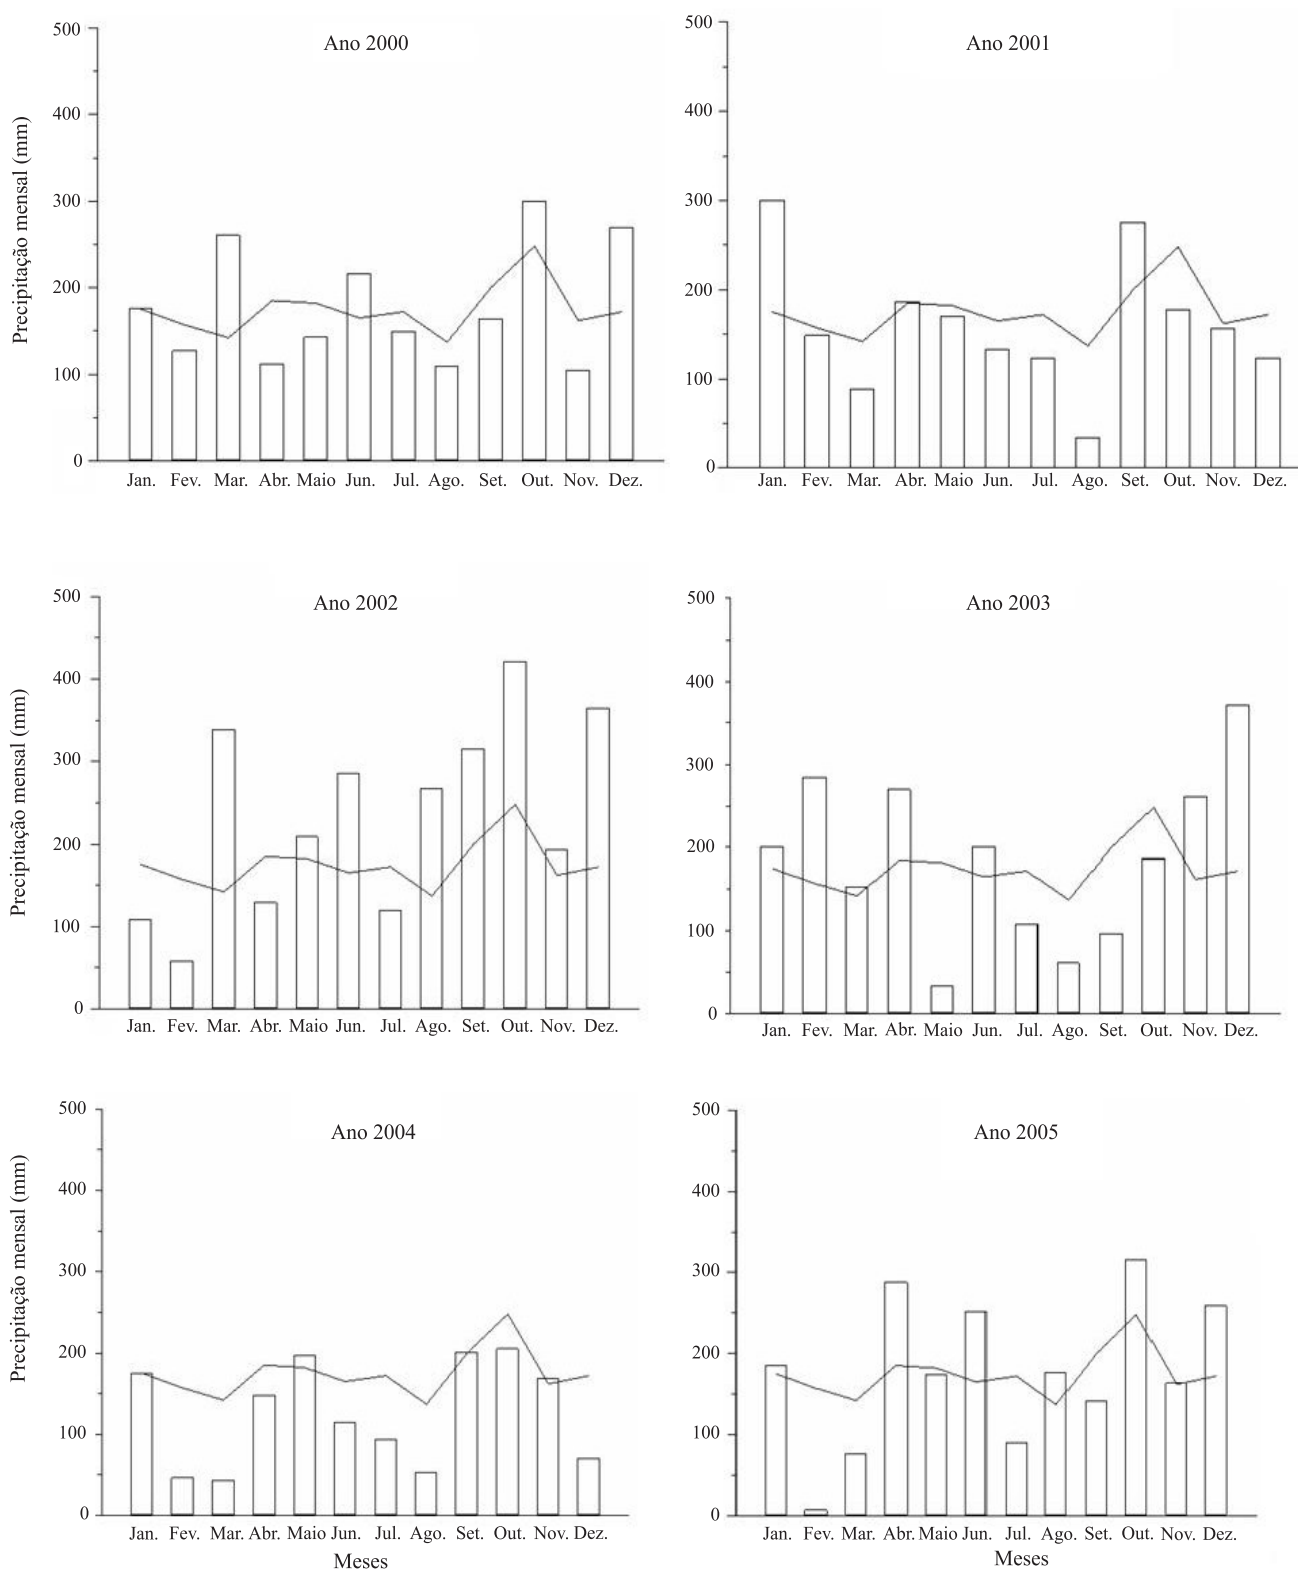 Ano 2000
Precipitação mensal (mm)
500
400
300
200
100
0
Jan. Fev. Mar. Abr. Maio Jun. Jul. Ago. Set. Out. Nov. Dez.
Ano 2001
500
400
300
200
100
0
Jan. Fev. Mar. Abr. Maio Jun. Jul. Ago. Set. Out. Nov. Dez.
Ano 2002
Precipitação mensal (mm)
500
400
300
200
100
0
Jan. Fev. Mar. Abr. Maio Jun. Jul. Ago. Set. Out. Nov. Dez.
Ano 2003
500
400
300
200
100
0
Jan. Fev. Mar. Abr. Maio Jun. Jul. Ago. Set. Out. Nov. Dez.
Ano 2004
Precipitação mensal (mm)
500
400
300
200
100
0
Jan. Fev. Mar. Abr. Maio Jun. Jul. Ago. Set. Out. Nov. Dez.
Meses
Ano 2005
500
400
300
200
100
0
Jan. Fev. Mar. Abr. Maio Jun. Jul. Ago. Set. Out. Nov. Dez.
Meses